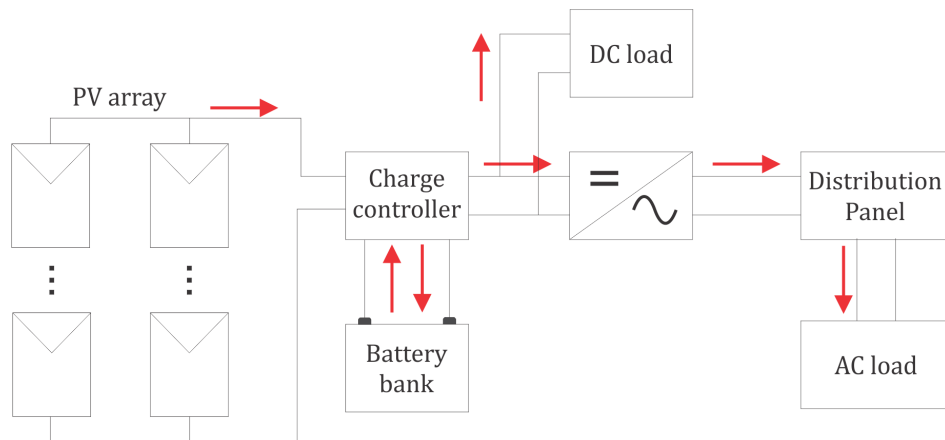 DC load
PV array
Charge
controller
Distribution
Panel
Battery
bank
AC load